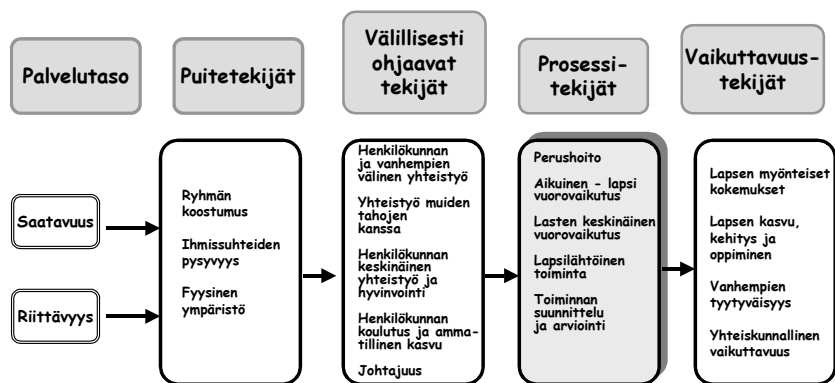 Palvelutaso
Puitetekijät
Välillisesti
ohjaavat
tekijät
Prosessi-
tekijät
Vaikuttavuus-
tekijät
Saatavuus
Riittävyys
Ryhmän
koostumus
Ihmissuhteiden
pysyvyys
Fyysinen
ympäristö
Henkilökunnan
ja vanhempien
välinen yhteistyö
Yhteistyö muiden
tahojen
kanssa
Henkilökunnan
keskinäinen
yhteistyö ja
hyvinvointi
Henkilökunnan
koulutus ja amma-
tillinen kasvu
Johtajuus
Perushoito
Aikuinen - lapsi
vuorovaikutus
Lasten keskinäinen
vuorovaikutus
Lapsilähtöinen
toiminta
Toiminnan
suunnittelu
ja arviointi
Lapsen myönteiset
kokemukset
Lapsen kasvu,
kehitys ja
oppiminen
Vanhempien
tyytyväisyys
Yhteiskunnallinen
vaikuttavuus